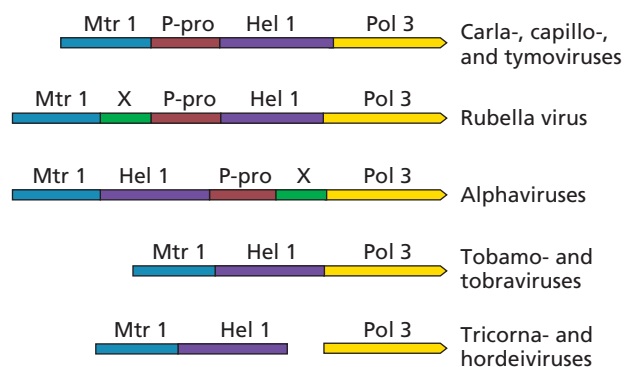 Mtr 1 P-pro Hel 1 Pol 3
Carla-, capillo-,
and tymoviruses
Mtr 1 X P-pro Hel 1 Pol 3
Rubella virus
Mtr 1 Hel 1 P-pro X Pol 3
Alphaviruses
Mtr 1 Hel 1 Pol 3
Tobamo- and
tobraviruses
Mtr 1 Hel 1 Pol 3
Tricorna- and
hordeiviruses